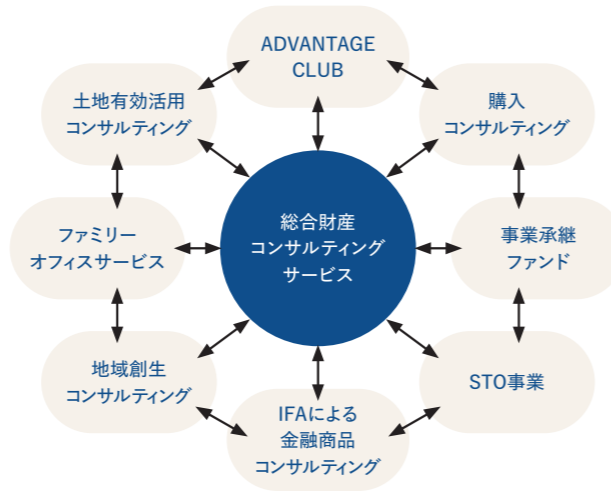 ADVANTAGE
CLUB
土地有効活用
コンサルティング
購入
コンサルティング
総合財産
コンサルティング
サービス
ファミリー
オフィスサービス
事業承継
ファンド
地域創生
コンサルティング
STO事業
IFAによる
金融商品
コンサルティング